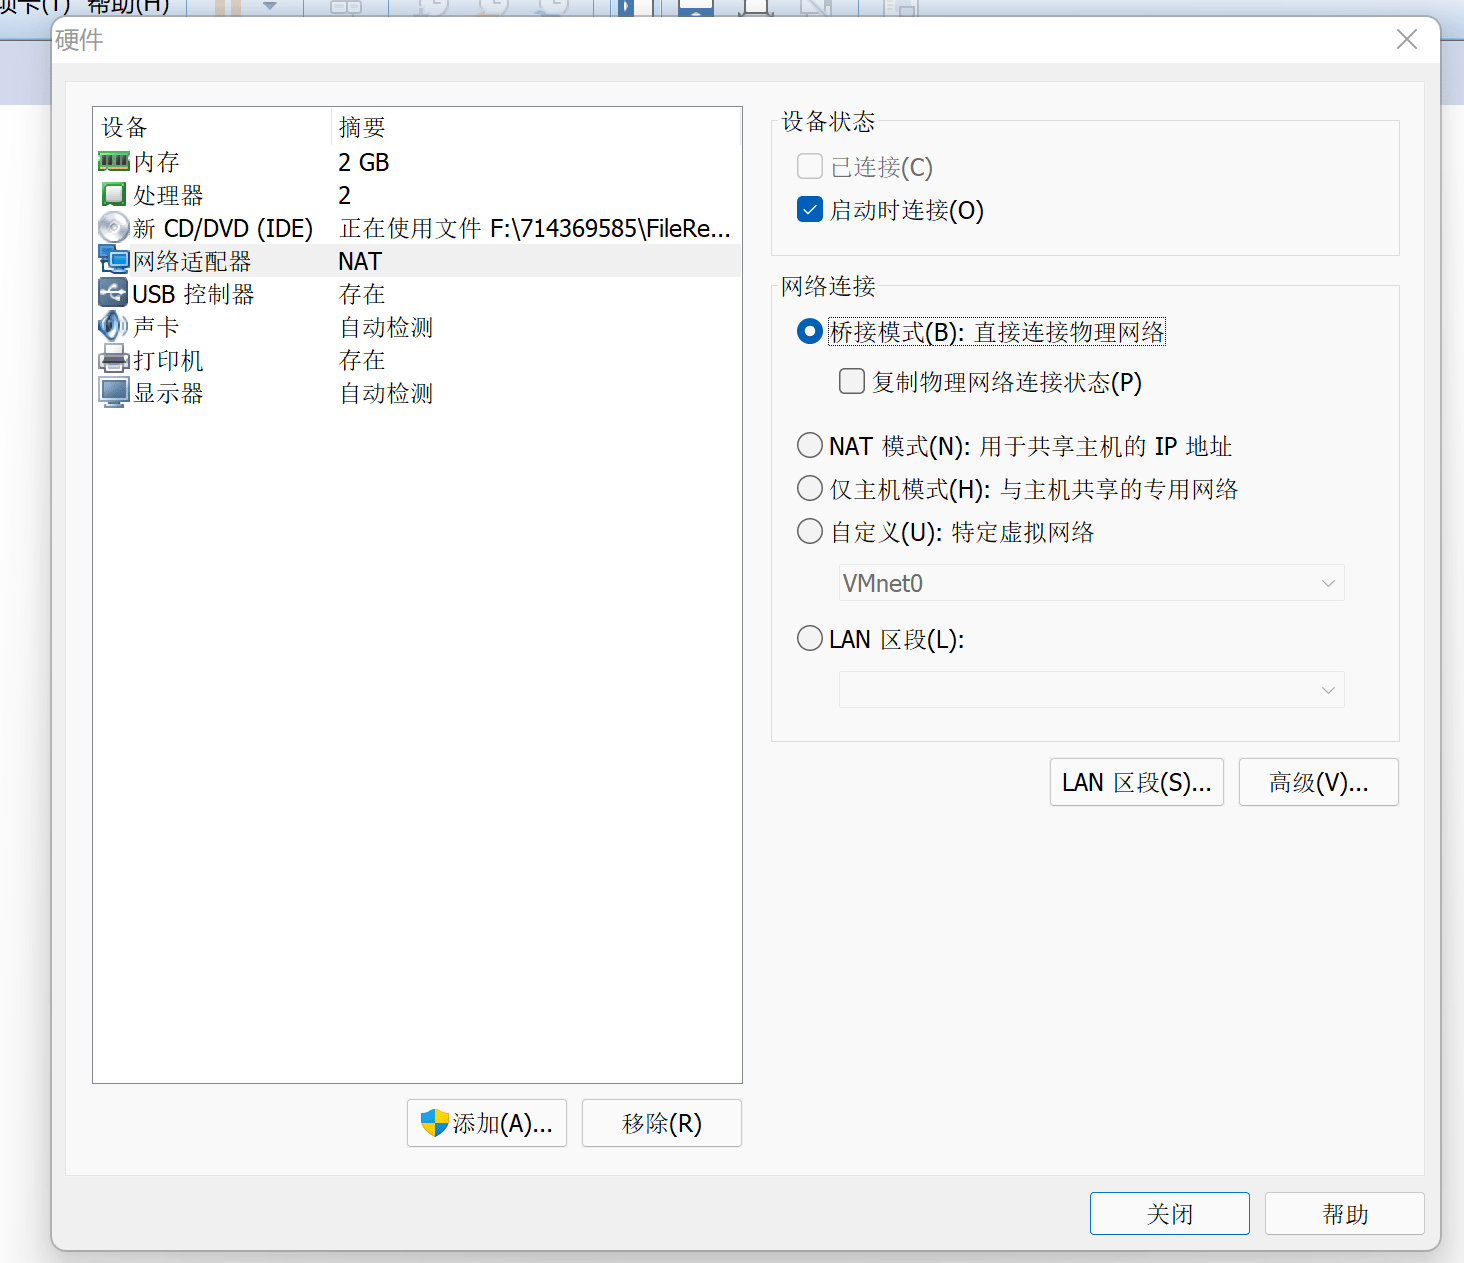 帮助(H)
硬件
设备 摘要
内存 2 GB
处理器 2
新 CD/DVD (IDE) 正在使用文件 F:\714369585\FileRe...
网络适配器 NAT
USB 控制器 存在
声卡 自动检测
打印机 存在
显示器 自动检测
添加(A)...
移除(R)
设备状态
已连接(C)
启动时连接(O)
网络连接
桥接模式(B): 直接连接物理网络
复制物理网络连接状态(P)
NAT 模式(N): 用于共享主机的 IP 地址
仅主机模式(H): 与主机共享的专用网络
自定义(U): 特定虚拟网络
VMnet0
LAN 区段(L):
LAN 区段(S)...
高级(V)...
关闭
帮助